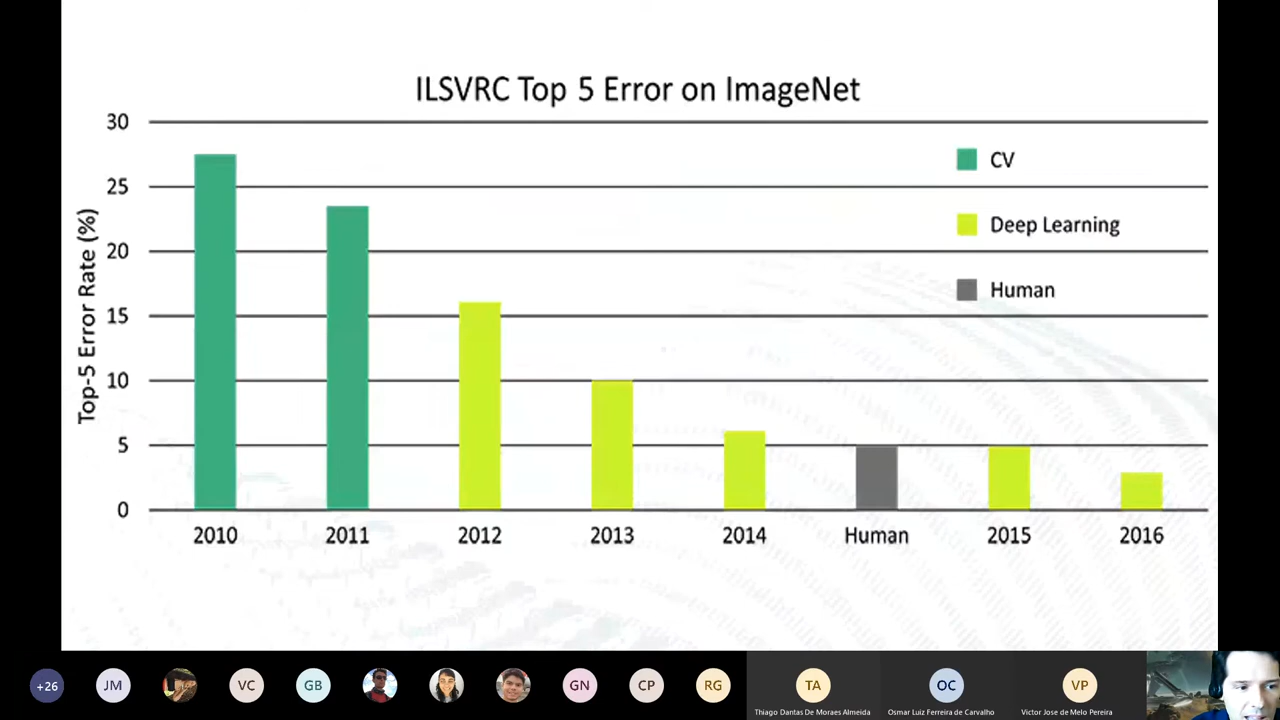 ILSVRC Top 5 Error on ImageNet
Top-5 Error Rate (%)
30
25
20
15
10
5
0
CV
Deep Learning
Human
2010 2011 2012 2013 2014 Human 2015 2016
+26 JM VC GB GN CP RG TA OC VP
Thiago Dantas De Moraes Almeida Osmar Luiz Ferreira de Carvalho Victor Jose de Melo Pereira